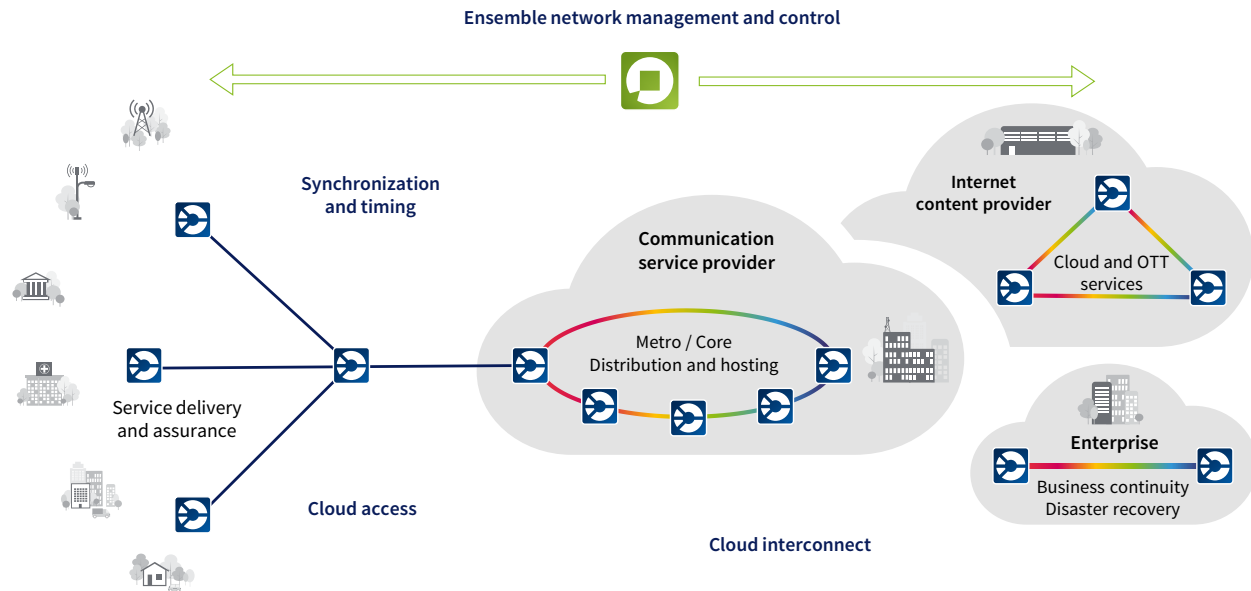 Ensemble network management and control
Synchronization
and timing
Communication
service provider
Internet
content provider
Cloud and OTT
services
Metro / Core
Distribution and hosting
Service delivery
and assurance
Enterprise
Business continuity
Disaster recovery
Cloud access
Cloud interconnect